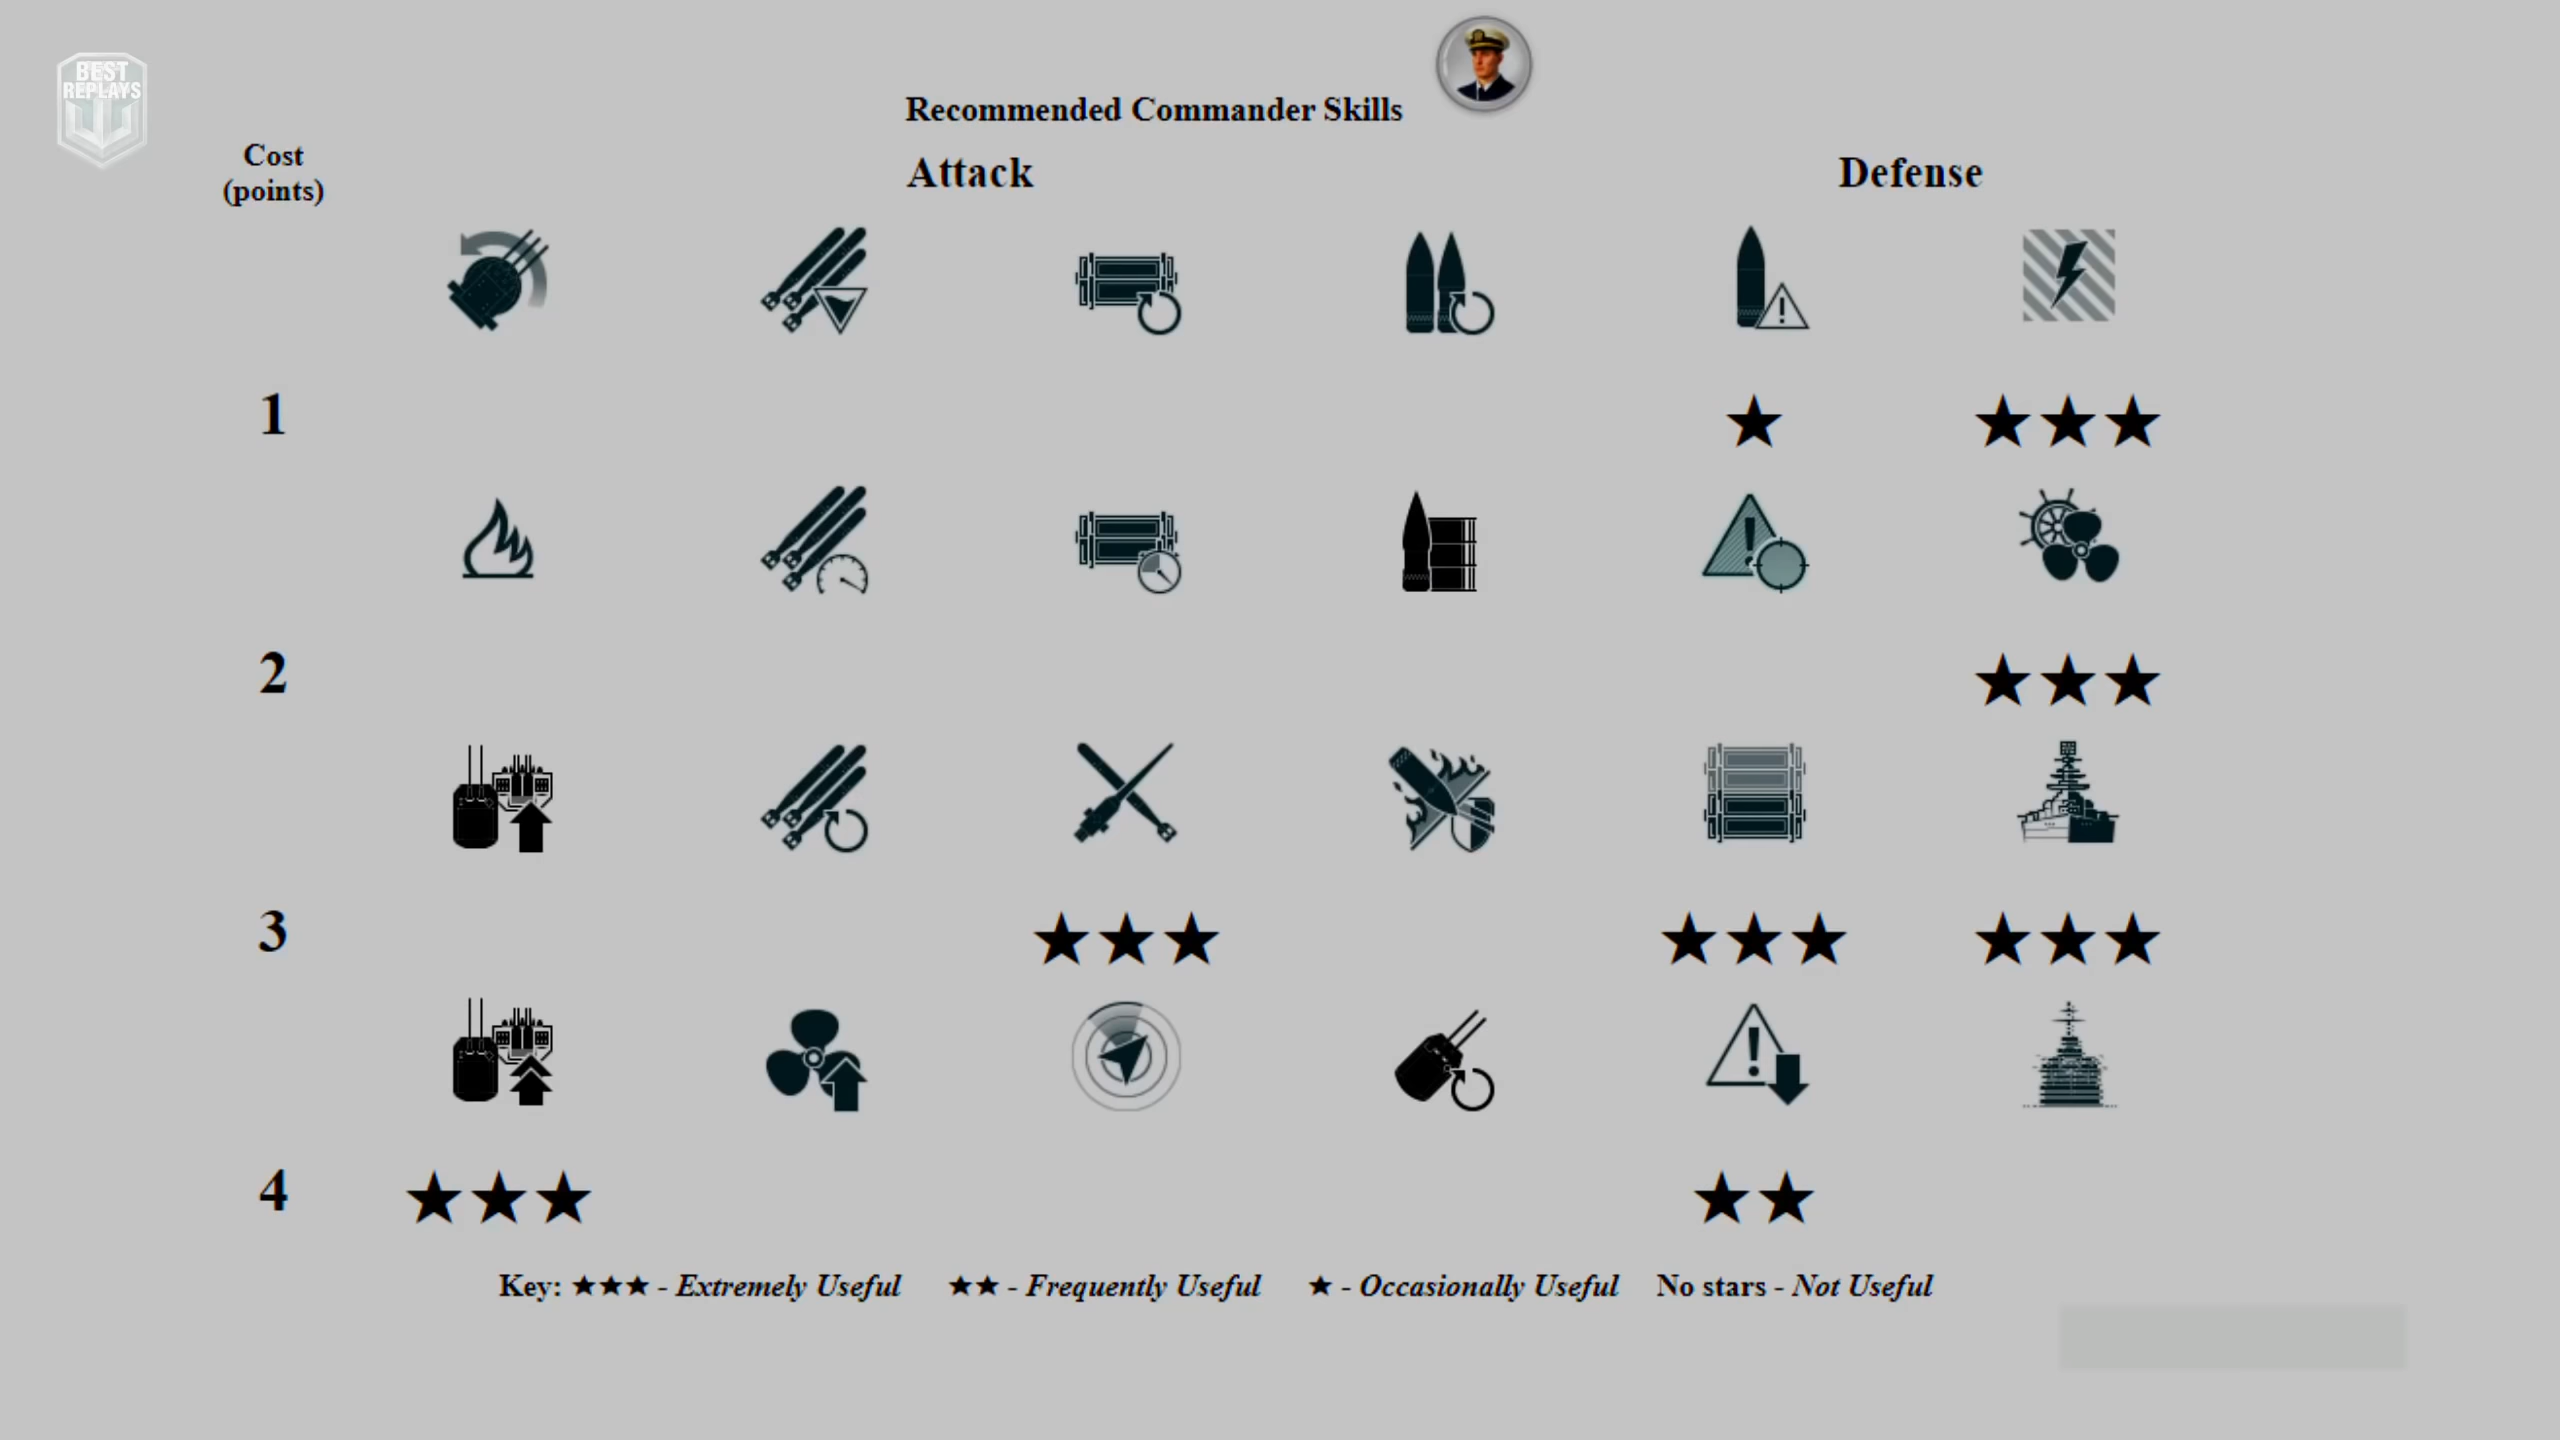 BEST
REPLAYS
Recommended Commander Skills
Cost
(points)
Attack
Defense
1
★
★★★
2
★★★
3
★★★
★★★
★★★
4
★★★
★★
Key: ★★★ - Extremely Useful ★★ - Frequently Useful ★ - Occasionally Useful No stars - Not Useful